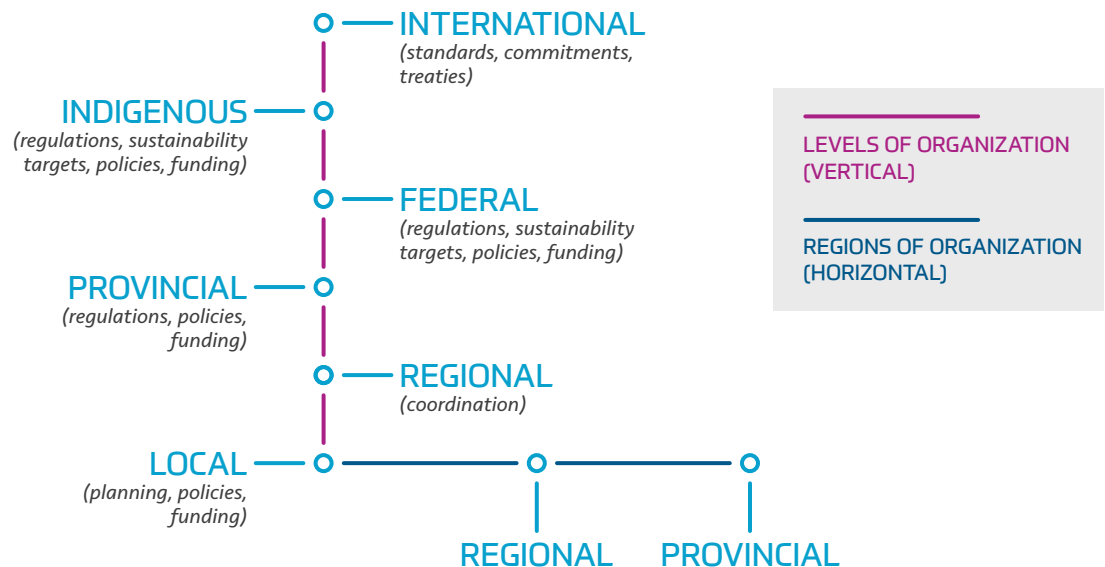 INTERNATIONAL
(standards, commitments,
treaties)
INDIGENOUS
(regulations, sustainability
targets, policies, funding)
FEDERAL
(regulations, sustainability
targets, policies, funding)
PROVINCIAL
(regulations, policies,
funding)
REGIONAL
(coordination)
LOCAL
(planning, policies,
funding)
REGIONAL
PROVINCIAL
LEVELS OF ORGANIZATION
(VERTICAL)
REGIONS OF ORGANIZATION
(HORIZONTAL)